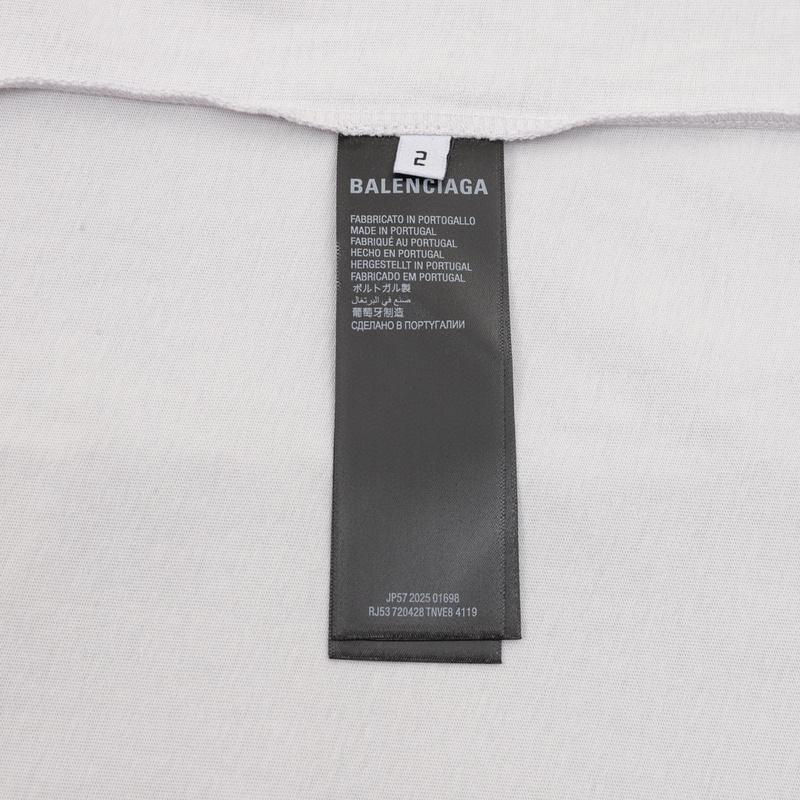 2
BALENCIAGA
FABBRICATO IN PORTOGALLO
MADE IN PORTUGAL
FABRIQUÉ AU PORTUGAL
HECHO EN PORTUGAL
HERGESTELLT IN PORTUGAL
FABRICADO EM PORTUGAL
ポルトガル製
صنع في البرتغال
葡萄牙制造
СДЕЛАНО В ПОРТУГАЛИИ
JP57 2025 01698
RJ53 720428 TNVE8 4119